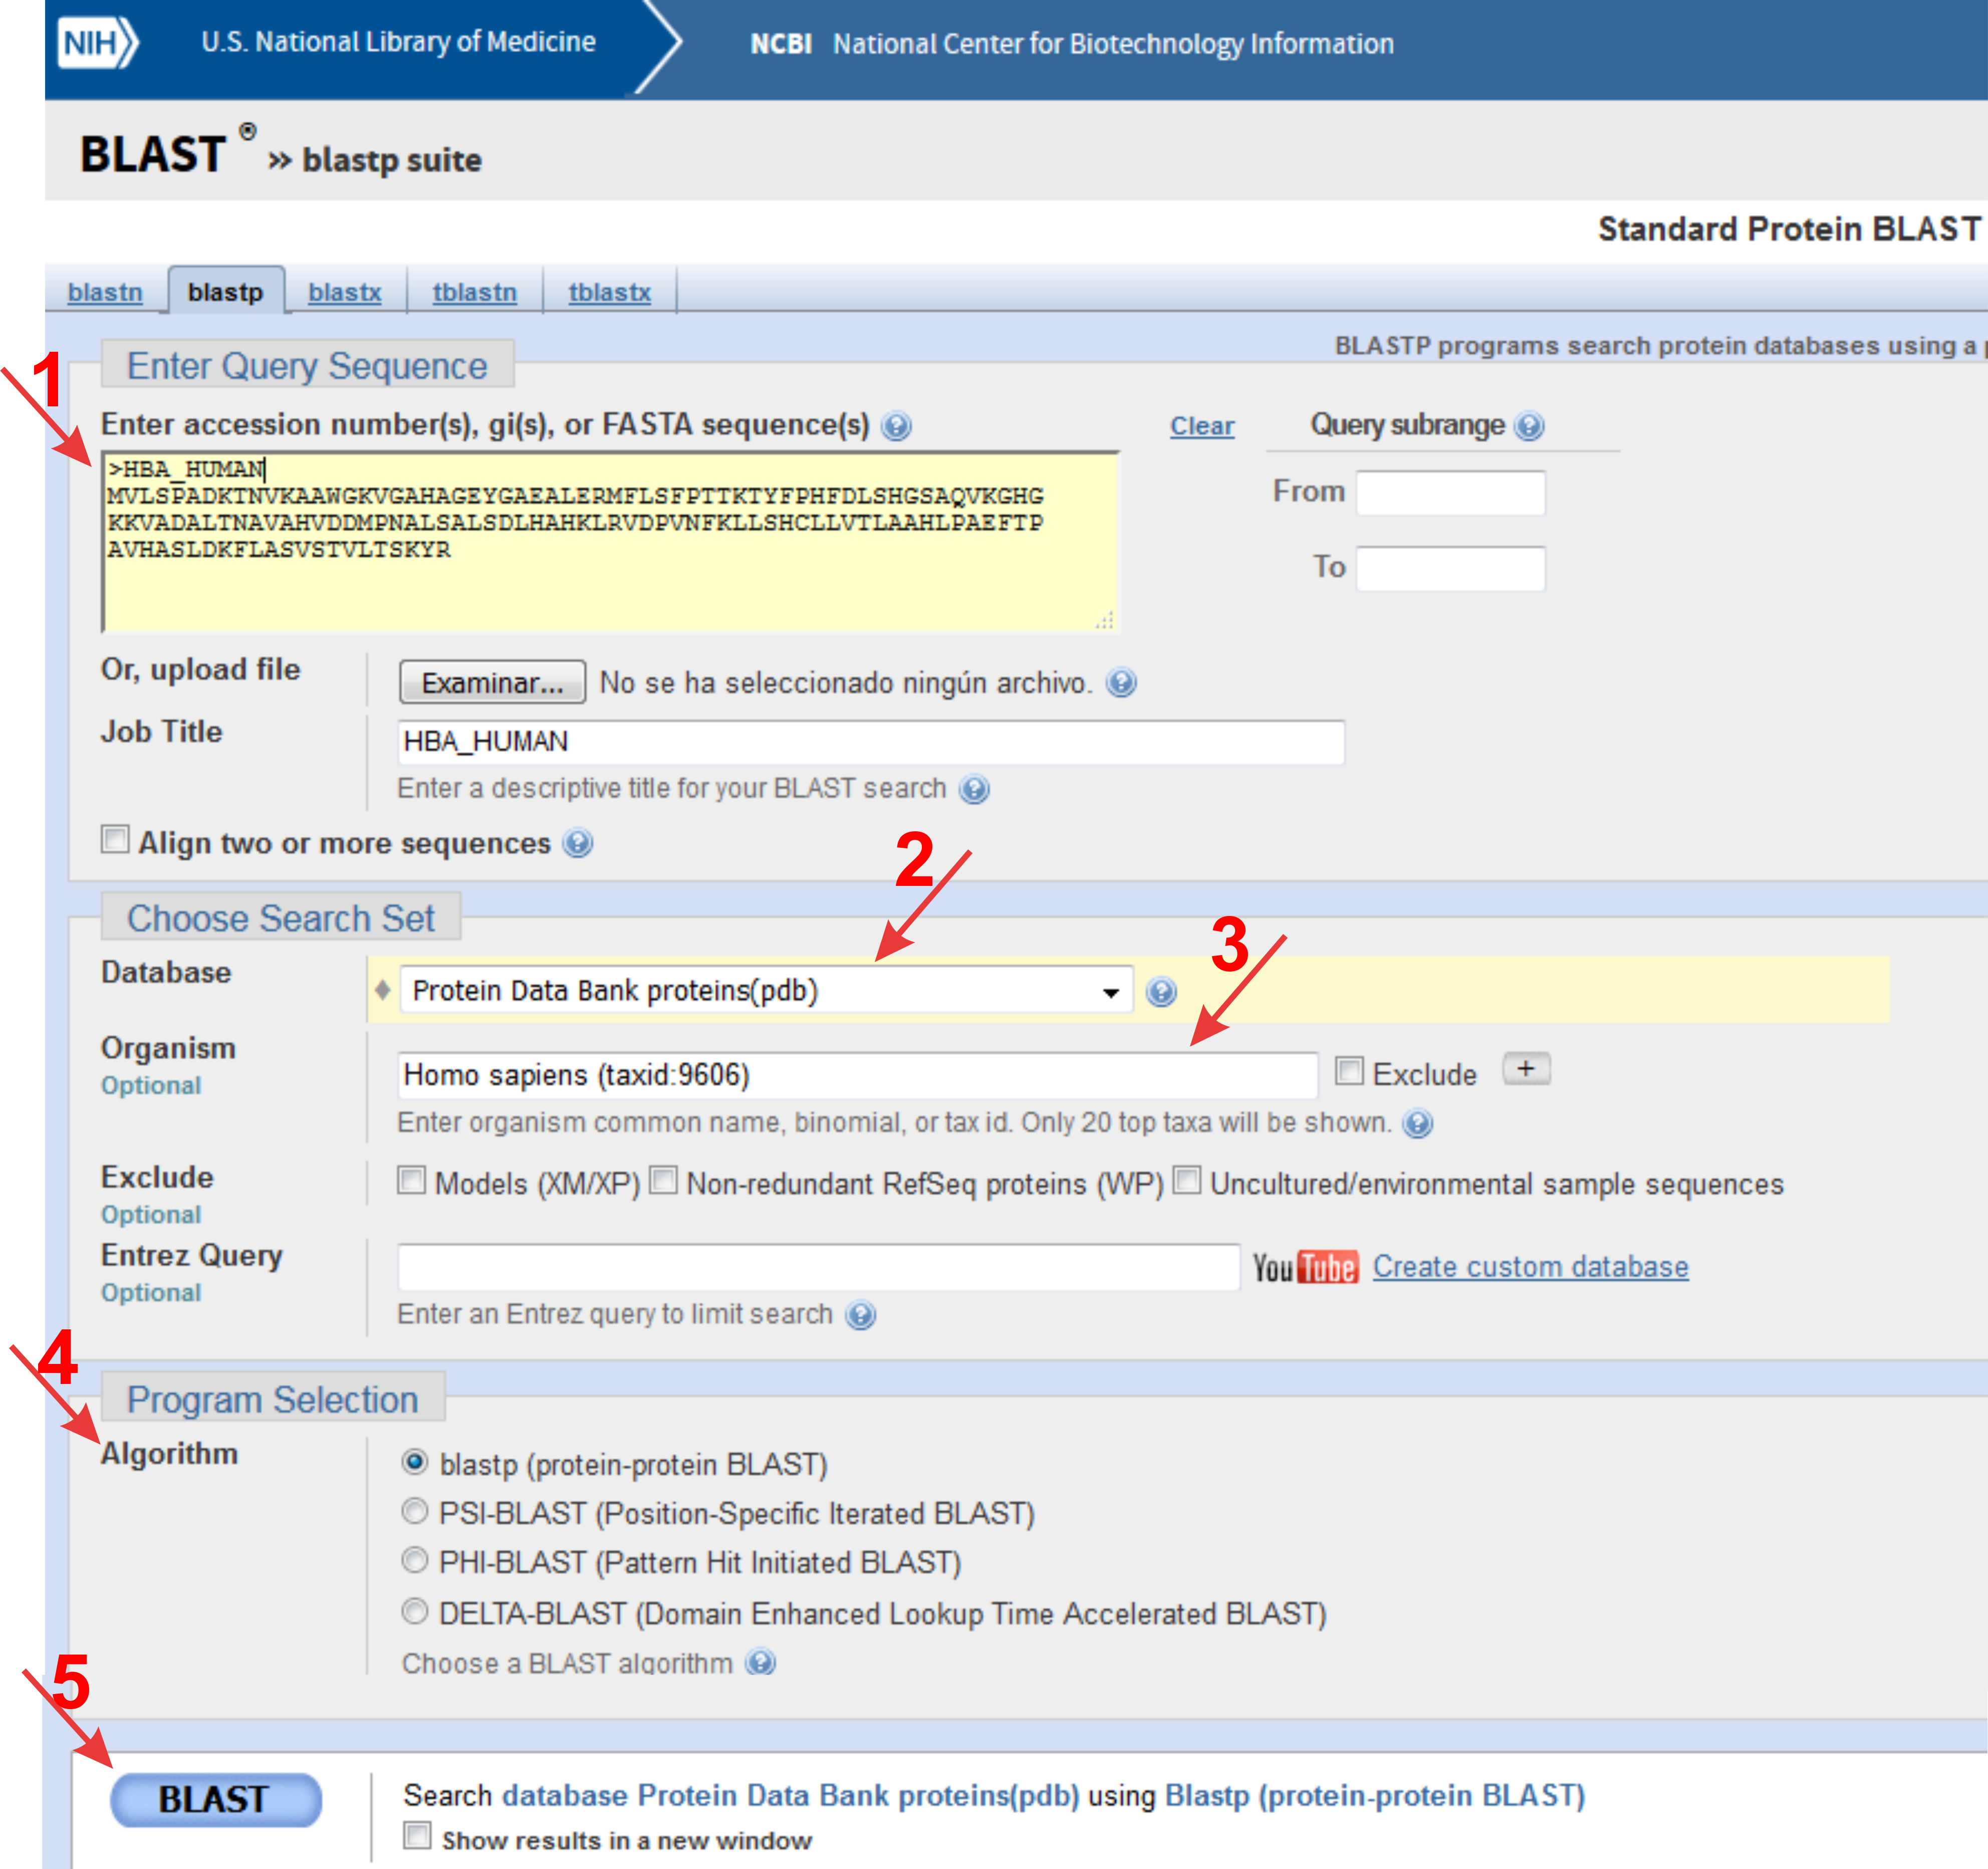 NIH U.S. National Library of Medicine NCBI National Center for Biotechnology Information
BLAST ® » blastp suite
Standard Protein BLAST
blastn blastp blastx tblastn tblastx
BLASTP programs search protein databases using a
1 Enter Query Sequence
Enter accession number(s), gi(s), or FASTA sequence(s) Clear Query subrange
>HBA_HUMAN
MVLSPADKTNVKAAWGKVGAHAGEYGAEALERMFLSFPTTKTYFPHFDLSHGSAQVKGHG
KKVADALTNAVAHVDDMPNALSALSDLHAHKLRVDPVNFKLLSHCLLVTLAAHLPAEFTP
AVHASLDKFLASVSTVLTSKYR
From
To
Or, upload file Examinar... No se ha seleccionado ningún archivo.
Job Title HBA_HUMAN
Enter a descriptive title for your BLAST search
Align two or more sequences
2
Choose Search Set
3
Database Protein Data Bank proteins(pdb)
Organism
Optional
Homo sapiens (taxid:9606) Exclude +
Enter organism common name, binomial, or tax id. Only 20 top taxa will be shown.
Exclude
Optional
Models (XM/XP) Non-redundant RefSeq proteins (WP) Uncultured/environmental sample sequences
Entrez Query
Optional
YouTube Create custom database
Enter an Entrez query to limit search
4
Program Selection
Algorithm
blastp (protein-protein BLAST)
PSI-BLAST (Position-Specific Iterated BLAST)
PHI-BLAST (Pattern Hit Initiated BLAST)
DELTA-BLAST (Domain Enhanced Lookup Time Accelerated BLAST)
Choose a BLAST algorithm
5
BLAST Search database Protein Data Bank proteins(pdb) using Blastp (protein-protein BLAST)
Show results in a new window